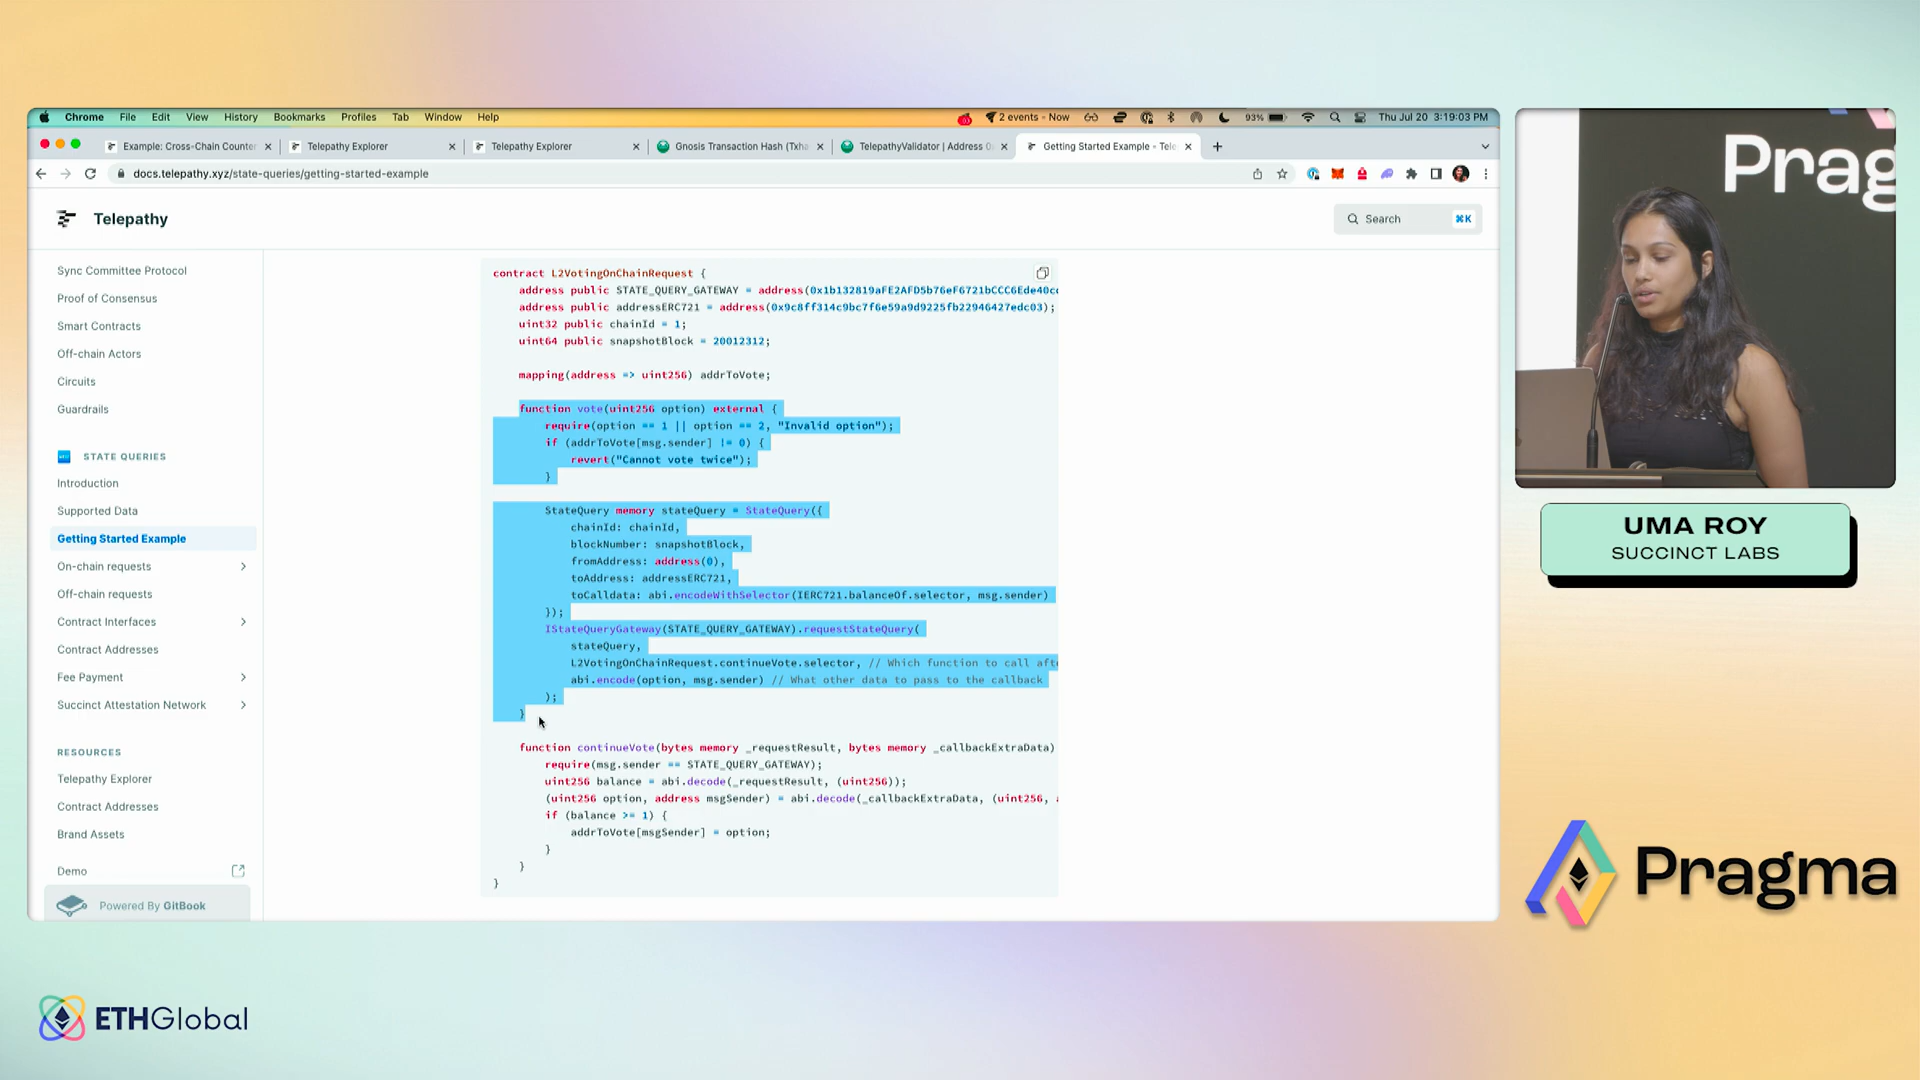 Chrome File Edit View History Bookmarks Profiles Tab Window Help
2 events - Now
93%
Thu Jul 20 3:19:03 PM
Example: Cross-Chain Counter
Telepathy Explorer
Telepathy Explorer
Gnosis Transaction Hash (Txha
TelepathyValidator | Address 0
Getting Started Example - Tele
docs.telepathy.xyz/state-queries/getting-started-example
Telepathy
Search
⌘K
Sync Committee Protocol
Proof of Consensus
Smart Contracts
Off-chain Actors
Circuits
Guardrails
STATE QUERIES
Introduction
Supported Data
Getting Started Example
On-chain requests
Off-chain requests
Contract Interfaces
Contract Addresses
Fee Payment
Succinct Attestation Network
RESOURCES
Telepathy Explorer
Contract Addresses
Brand Assets
Demo
Powered By GitBook
contract L2VotingOnChainRequest {
address public STATE_QUERY_GATEWAY = address(0x1b132819aFE2AFD5b76eF6721bCCC6Ede40cc
address public addressERC721 = address(0x9c8ff314c9bc7f6e59a9d9225fb22946427edc03);
uint32 public chainId = 1;
uint64 public snapshotBlock = 20012312;
mapping(address => uint256) addrToVote;
function vote(uint256 option) external {
require(option == 1 || option == 2, "Invalid option");
if (addrToVote[msg.sender] != 0) {
revert("Cannot vote twice");
}
StateQuery memory stateQuery = StateQuery({
chainId: chainId,
blockNumber: snapshotBlock,
fromAddress: address(0),
toAddress: addressERC721,
toCalldata: abi.encodeWithSelector(IERC721.balanceOf.selector, msg.sender)
});
IStateQueryGateway(STATE_QUERY_GATEWAY).requestStateQuery(
stateQuery,
L2VotingOnChainRequest.continueVote.selector, // Which function to call afte
abi.encode(option, msg.sender) // What other data to pass to the callback
);
}
function continueVote(bytes memory _requestResult, bytes memory _callbackExtraData)
require(msg.sender == STATE_QUERY_GATEWAY);
uint256 balance = abi.decode(_requestResult, (uint256));
(uint256 option, address msgSender) = abi.decode(_callbackExtraData, (uint256, a
if (balance >= 1) {
addrToVote[msgSender] = option;
}
}
}
Prag
UMA ROY
SUCCINCT LABS
Pragma
ETHGlobal